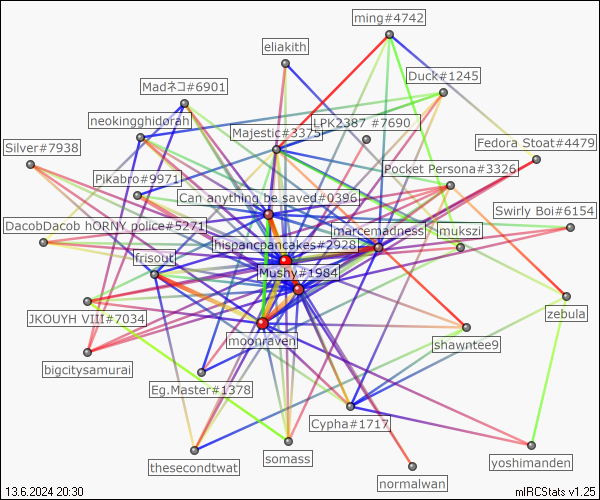 ming#4742
eliakith
Duck#1245
Madネコ#6901
neokingghidorah
LPK2387 #7690
Majestic#3375
Fedora Stoat#4479
Silver#7938
Pocket Persona#3326
Pikabro#9971
Can anything be saved#0396
Swirly Boi#6154
DacobDacob hORNY police#5271
marcemadness
mukszi
hispancpancakes#2928
frisout
Mushy#1984
zebula
JKOUYH VIII#7034
moonraven
shawntee9
bigcitysamurai
Eg.Master#1378
Cypha#1717
somass
yoshimanden
thesecondtwat
normalwan
13.6.2024 20:30
mIRCStats v1.25